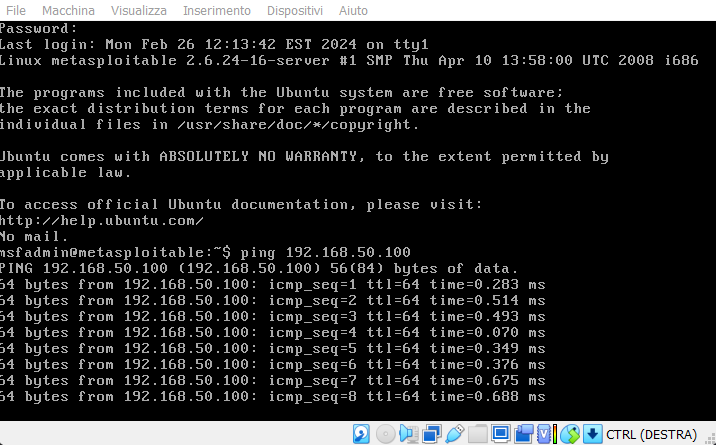 File Macchina Visualizza Inserimento Dispositivi Aiuto
Password:
Last login: Mon Feb 26 12:13:42 EST 2024 on tty1
Linux metasploitable 2.6.24-16-server #1 SMP Thu Apr 10 13:58:00 UTC 2008 i686
The programs included with the Ubuntu system are free software;
the exact distribution terms for each program are described in the
individual files in /usr/share/doc/*/copyright.
Ubuntu comes with ABSOLUTELY NO WARRANTY, to the extent permitted by
applicable law.
To access official Ubuntu documentation, please visit:
http://help.ubuntu.com/
No mail.
msfadmin@metasploitable:~$ ping 192.168.50.100
PING 192.168.50.100 (192.168.50.100) 56(84) bytes of data.
64 bytes from 192.168.50.100: icmp_seq=1 ttl=64 time=0.283 ms
64 bytes from 192.168.50.100: icmp_seq=2 ttl=64 time=0.514 ms
64 bytes from 192.168.50.100: icmp_seq=3 ttl=64 time=0.493 ms
64 bytes from 192.168.50.100: icmp_seq=4 ttl=64 time=0.070 ms
64 bytes from 192.168.50.100: icmp_seq=5 ttl=64 time=0.349 ms
64 bytes from 192.168.50.100: icmp_seq=6 ttl=64 time=0.376 ms
64 bytes from 192.168.50.100: icmp_seq=7 ttl=64 time=0.675 ms
64 bytes from 192.168.50.100: icmp_seq=8 ttl=64 time=0.688 ms
CTRL (DESTRA)